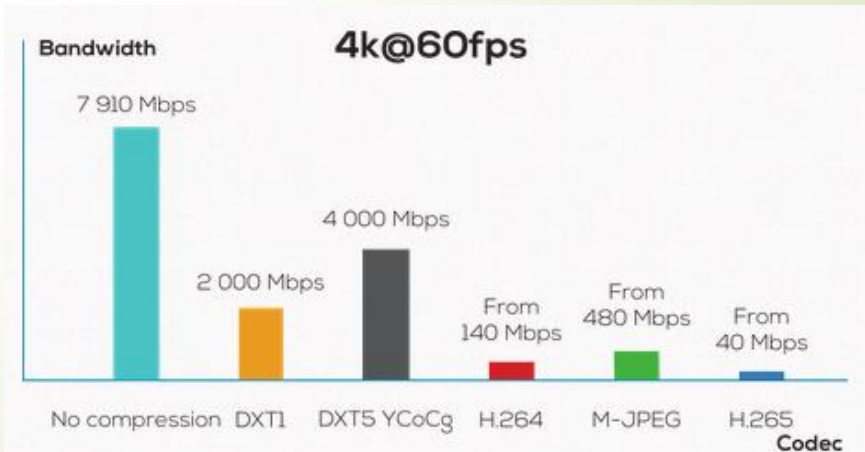 Bandwidth
4k@60fps
7 910 Mbps
2 000 Mbps
4 000 Mbps
From
140 Mbps
From
480 Mbps
From
40 Mbps
No compression
DXT1
DXT5 YCoCg
H.264
M-JPEG
H.265
Codec